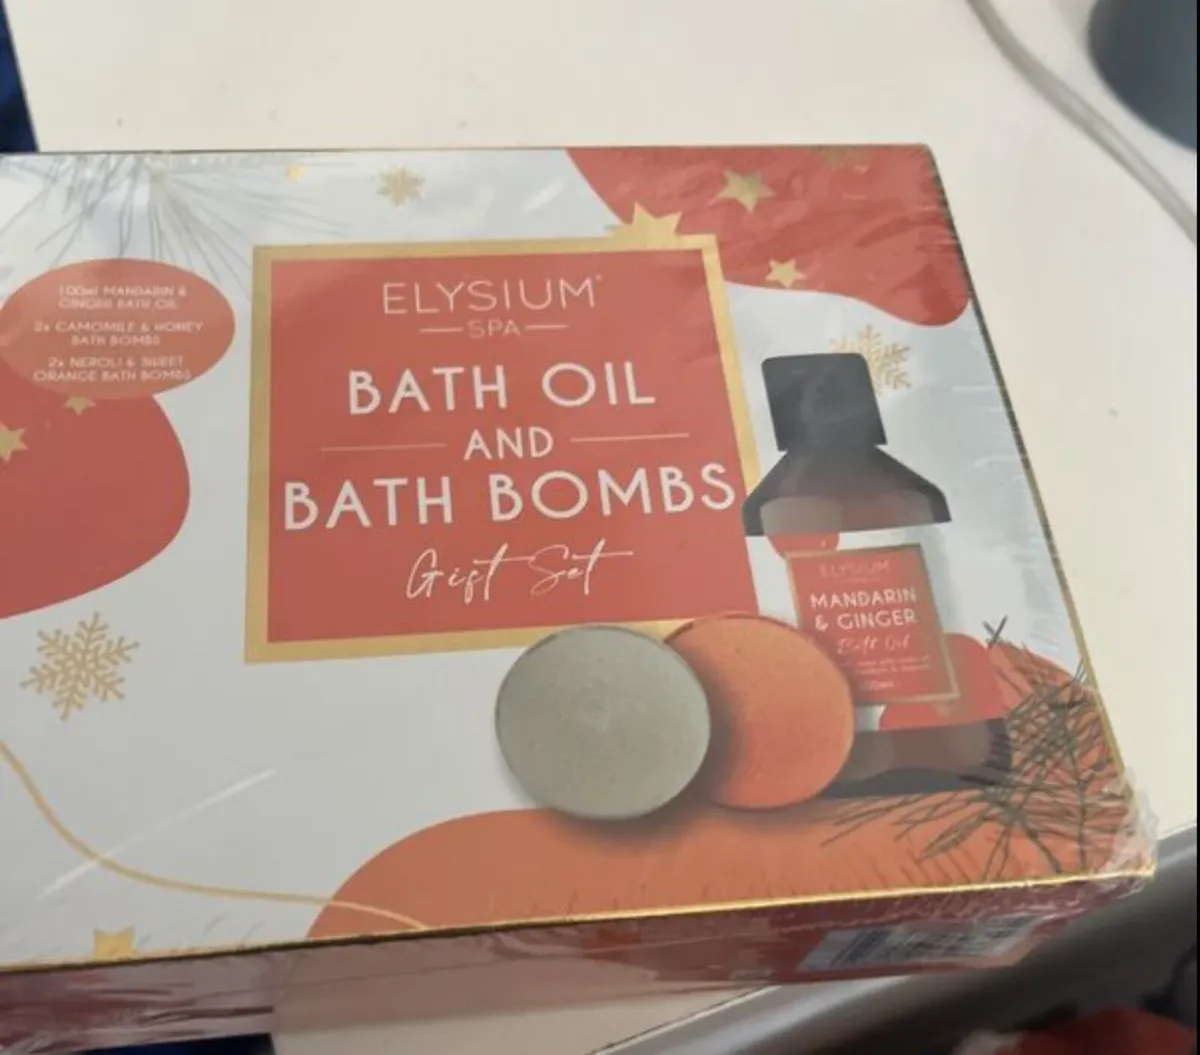 100ml MANDARIN &
GINGER BATH OIL
2x CAMOMILE & HONEY
BATH BOMBS
2x NEROLI & SWEET
ORANGE BATH BOMBS
ELYSIUM
SPA
BATH OIL
AND
BATH BOMBS
Gift Set
ELYSIUM
MANDARIN
& GINGER
Bath Oil